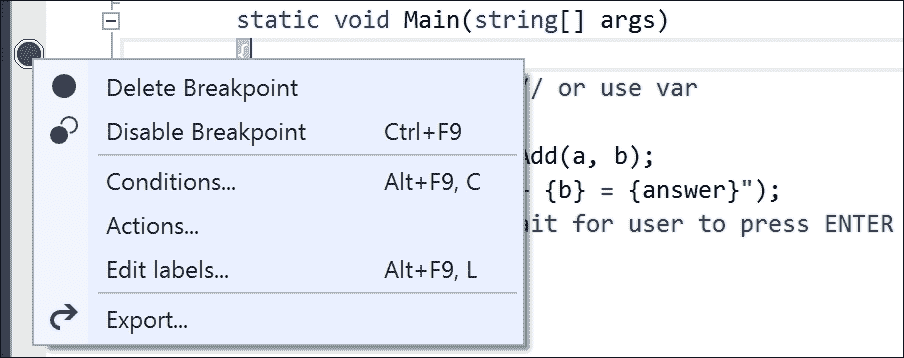 static void Main(string[] args)
{
// or use var
Add(a, b);
{b} = {answer}");
ait for user to press ENTER
Delete Breakpoint
Disable Breakpoint Ctrl+F9
Conditions... Alt+F9, C
Actions...
Edit labels... Alt+F9, L
Export...